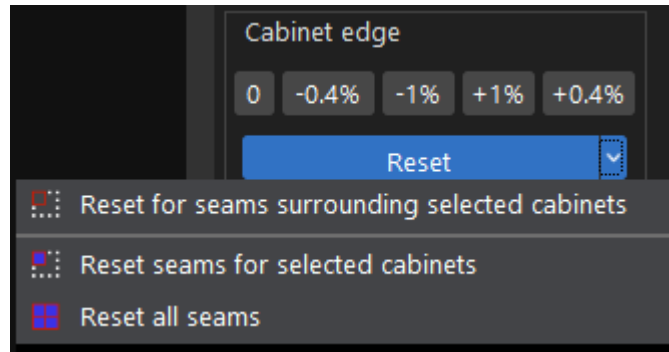 Cabinet edge
0 -0.4% -1% +1% +0.4%
Reset
Reset for seams surrounding selected cabinets
Reset seams for selected cabinets
Reset all seams